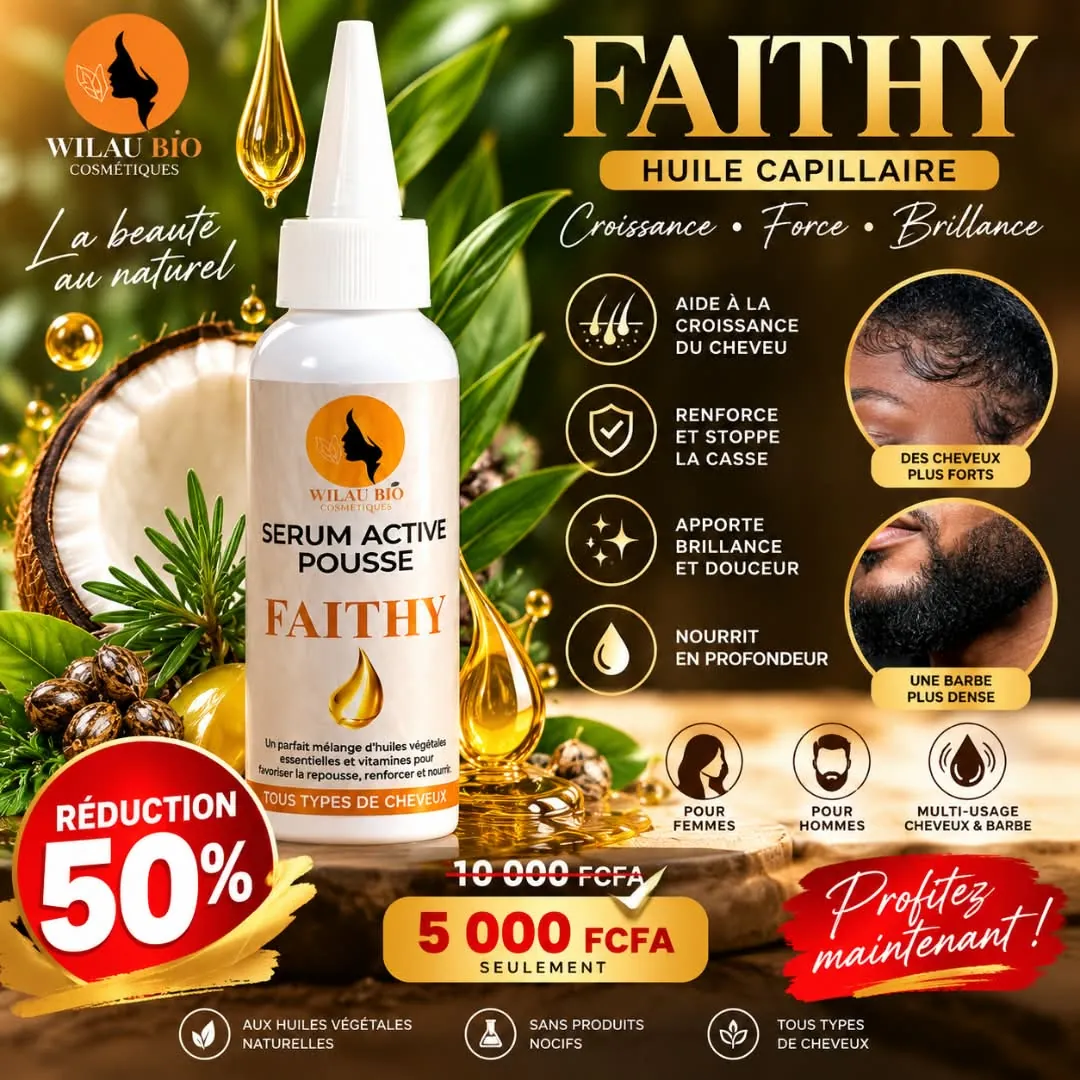 WILAU BIO
COSMÉTIQUES
La beauté
au naturel
FAITHY
HUILE CAPILLAIRE
Croissance • Force • Brillance
AIDE À LA
CROISSANCE
DU CHEVEU
RENFORCE
ET STOPPE
LA CASSE
APPORTE
BRILLANCE
ET DOUCEUR
NOURRIT
EN PROFONDEUR
DES CHEVEUX
PLUS FORTS
UNE BARBE
PLUS DENSE
WILAU BIO
COSMETIQUES
SERUM ACTIVE
POUSSE
FAITHY
Un parfait mélange d'huiles végétales
essentielles et vitamines pour
favoriser la repousse, renforcer et nourrir.
TOUS TYPES DE CHEVEUX
POUR
FEMMES
POUR
HOMMES
MULTI-USAGE
CHEVEUX & BARBE
RÉDUCTION
50%
10 000 FCFA
5 000 FCFA
SEULEMENT
Profitez
maintenant !
AUX HUILES VÉGÉTALES
NATURELLES
SANS PRODUITS
NOCIFS
TOUS TYPES
DE CHEVEUX